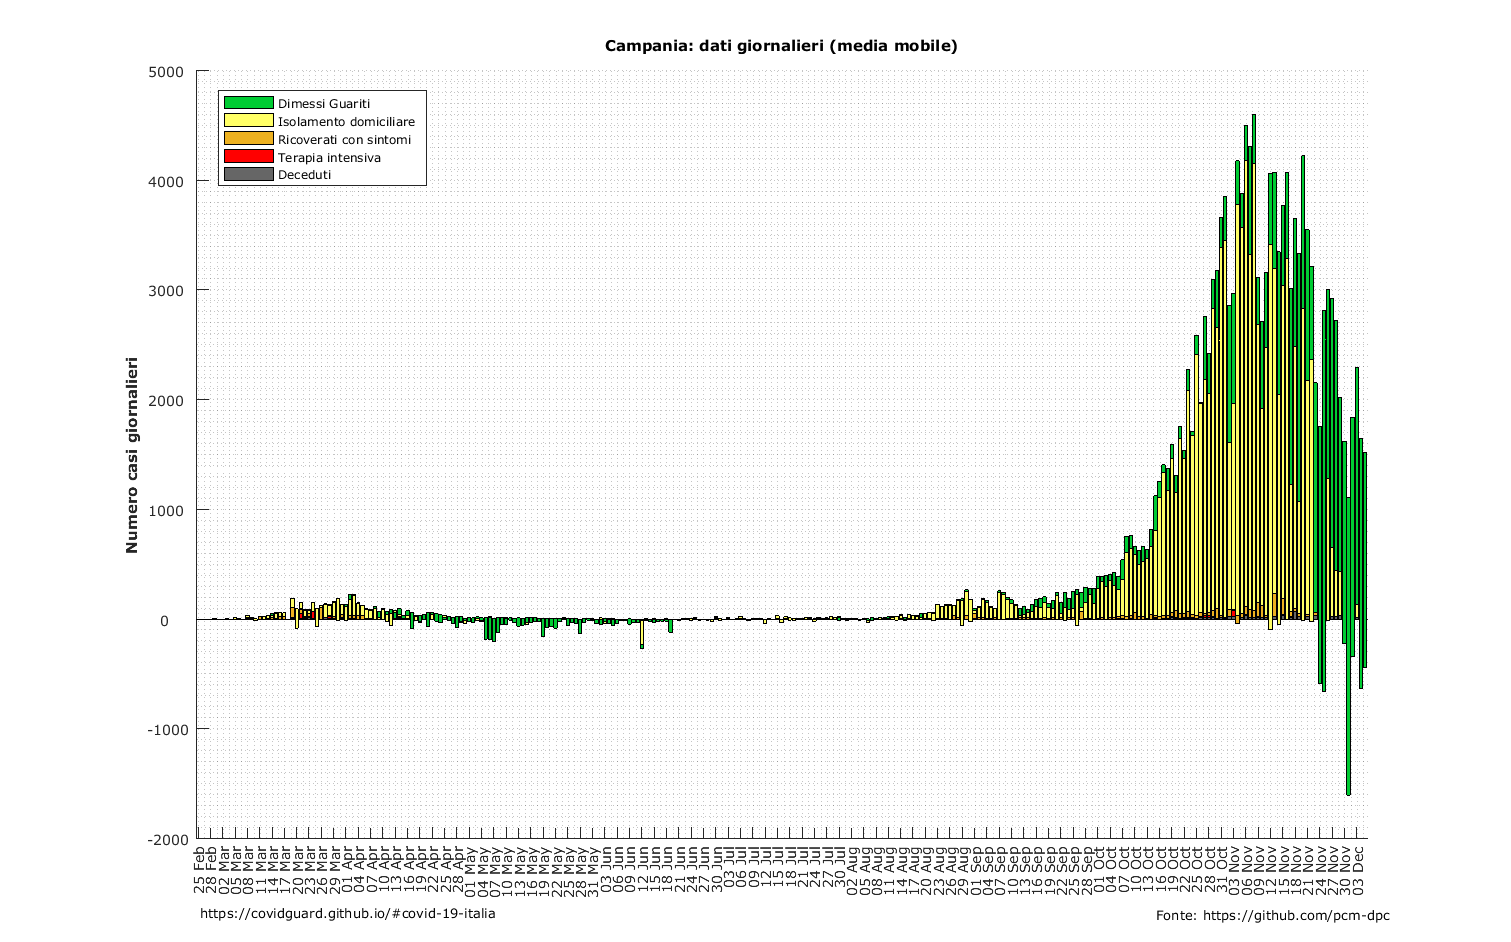 Campania: dati giornalieri (media mobile)
Numero casi giornalieri
5000
4000
3000
2000
1000
0
-1000
-2000
Dimessi Guariti
Isolamento domiciliare
Ricoverati con sintomi
Terapia intensiva
Deceduti
25 Feb
28 Feb
02 Mar
05 Mar
08 Mar
11 Mar
14 Mar
17 Mar
20 Mar
23 Mar
26 Mar
29 Mar
01 Apr
04 Apr
07 Apr
10 Apr
13 Apr
16 Apr
19 Apr
22 Apr
25 Apr
28 Apr
01 May
04 May
07 May
10 May
13 May
16 May
19 May
22 May
25 May
28 May
31 May
03 Jun
06 Jun
09 Jun
12 Jun
15 Jun
18 Jun
21 Jun
24 Jun
27 Jun
30 Jun
03 Jul
06 Jul
09 Jul
12 Jul
15 Jul
18 Jul
21 Jul
24 Jul
27 Jul
30 Jul
02 Aug
05 Aug
08 Aug
11 Aug
14 Aug
17 Aug
20 Aug
23 Aug
26 Aug
29 Aug
01 Sep
04 Sep
07 Sep
10 Sep
13 Sep
16 Sep
19 Sep
22 Sep
25 Sep
28 Sep
01 Oct
04 Oct
07 Oct
10 Oct
13 Oct
16 Oct
19 Oct
22 Oct
25 Oct
28 Oct
31 Oct
03 Nov
06 Nov
09 Nov
12 Nov
15 Nov
18 Nov
21 Nov
24 Nov
27 Nov
30 Nov
03 Dec
https://covidguard.github.io/#covid-19-italia
Fonte: https://github.com/pcm-dpc